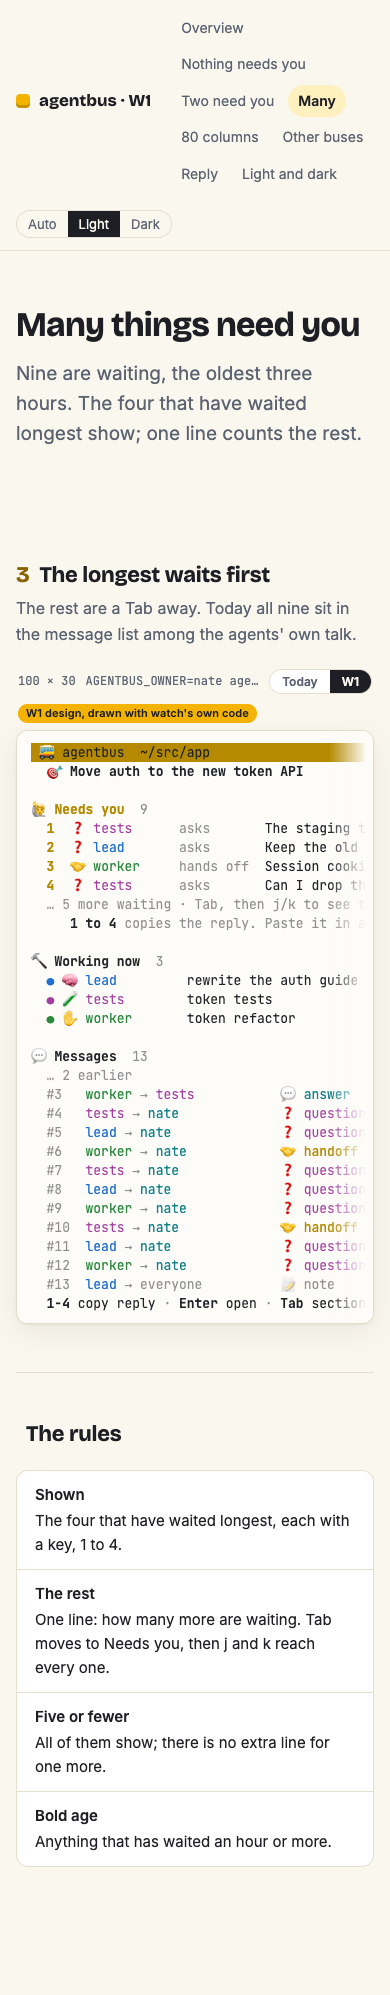 Overview
Nothing needs you
agentbus · W1
Two need you Many
80 columns Other buses
Reply Light and dark
Auto Light Dark
Many things need you
Nine are waiting, the oldest three
hours. The four that have waited
longest show; one line counts the rest.
3 The longest waits first
The rest are a Tab away. Today all nine sit in
the message list among the agents' own talk.
100 × 30 AGENTBUS_OWNER=nate age… Today W1
W1 design, drawn with watch's own code
agentbus ~/src/app
Move auth to the new token API
Needs you 9
1 ❓ tests asks The staging t
2 ❓ lead asks Keep the old
3 worker hands off Session cooki
4 ❓ tests asks Can I drop th
… 5 more waiting · Tab, then j/k to see t
1 to 4 copies the reply. Paste it in a
Working now 3
● lead rewrite the auth guide
● tests token tests
● worker token refactor
Messages 13
… 2 earlier
#3 worker → tests answer
#4 tests → nate ❓ question
#5 lead → nate ❓ question
#6 worker → nate handoff
#7 tests → nate ❓ question
#8 lead → nate ❓ question
#9 worker → nate ❓ question
#10 tests → nate handoff
#11 lead → nate ❓ question
#12 worker → nate ❓ question
#13 lead → everyone note
1-4 copy reply · Enter open · Tab section
The rules
Shown
The four that have waited longest, each with
a key, 1 to 4.
The rest
One line: how many more are waiting. Tab
moves to Needs you, then j and k reach
every one.
Five or fewer
All of them show; there is no extra line for
one more.
Bold age
Anything that has waited an hour or more.